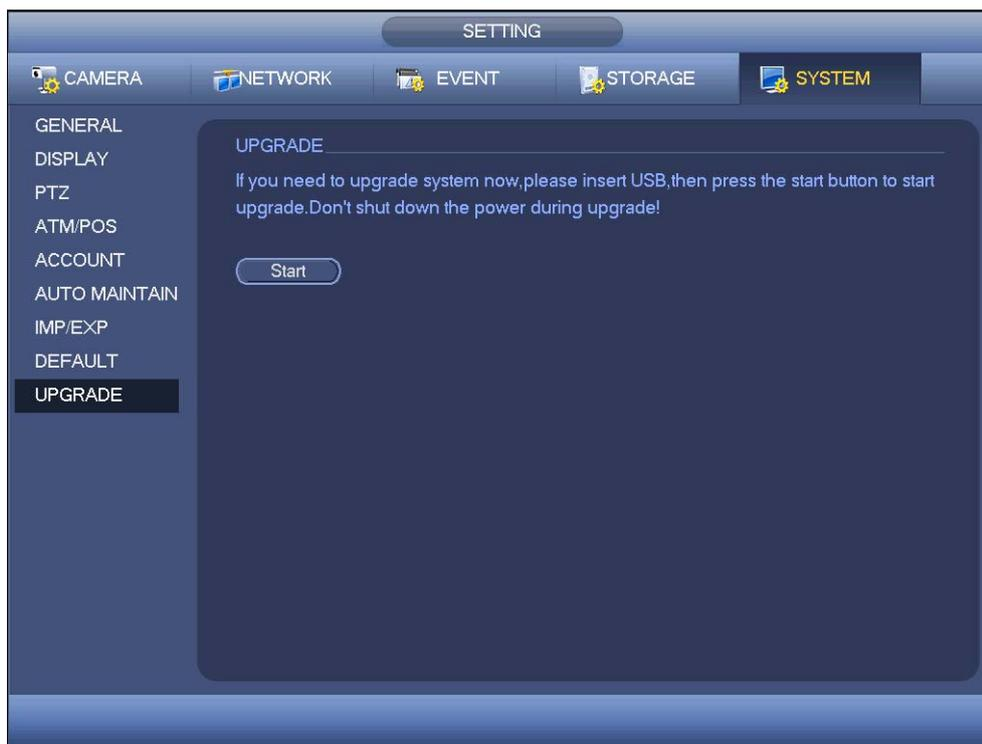 SETTING
CAMERA NETWORK EVENT STORAGE SYSTEM
GENERAL
DISPLAY
PTZ
ATM/POS
ACCOUNT
AUTO MAINTAIN
IMP/EXP
DEFAULT
UPGRADE
UPGRADE
If you need to upgrade system now,please insert USB,then press the start button to start
upgrade.Don't shut down the power during upgrade!
Start